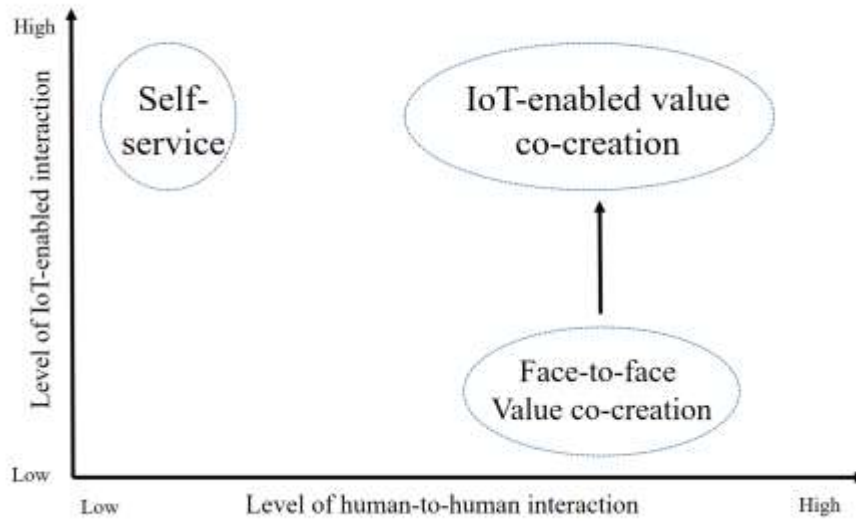 High
Self-
service
IoT-enabled value
co-creation
Level of IoT-enabled interaction
Face-to-face
Value co-creation
Low
Low
Level of human-to-human interaction
High